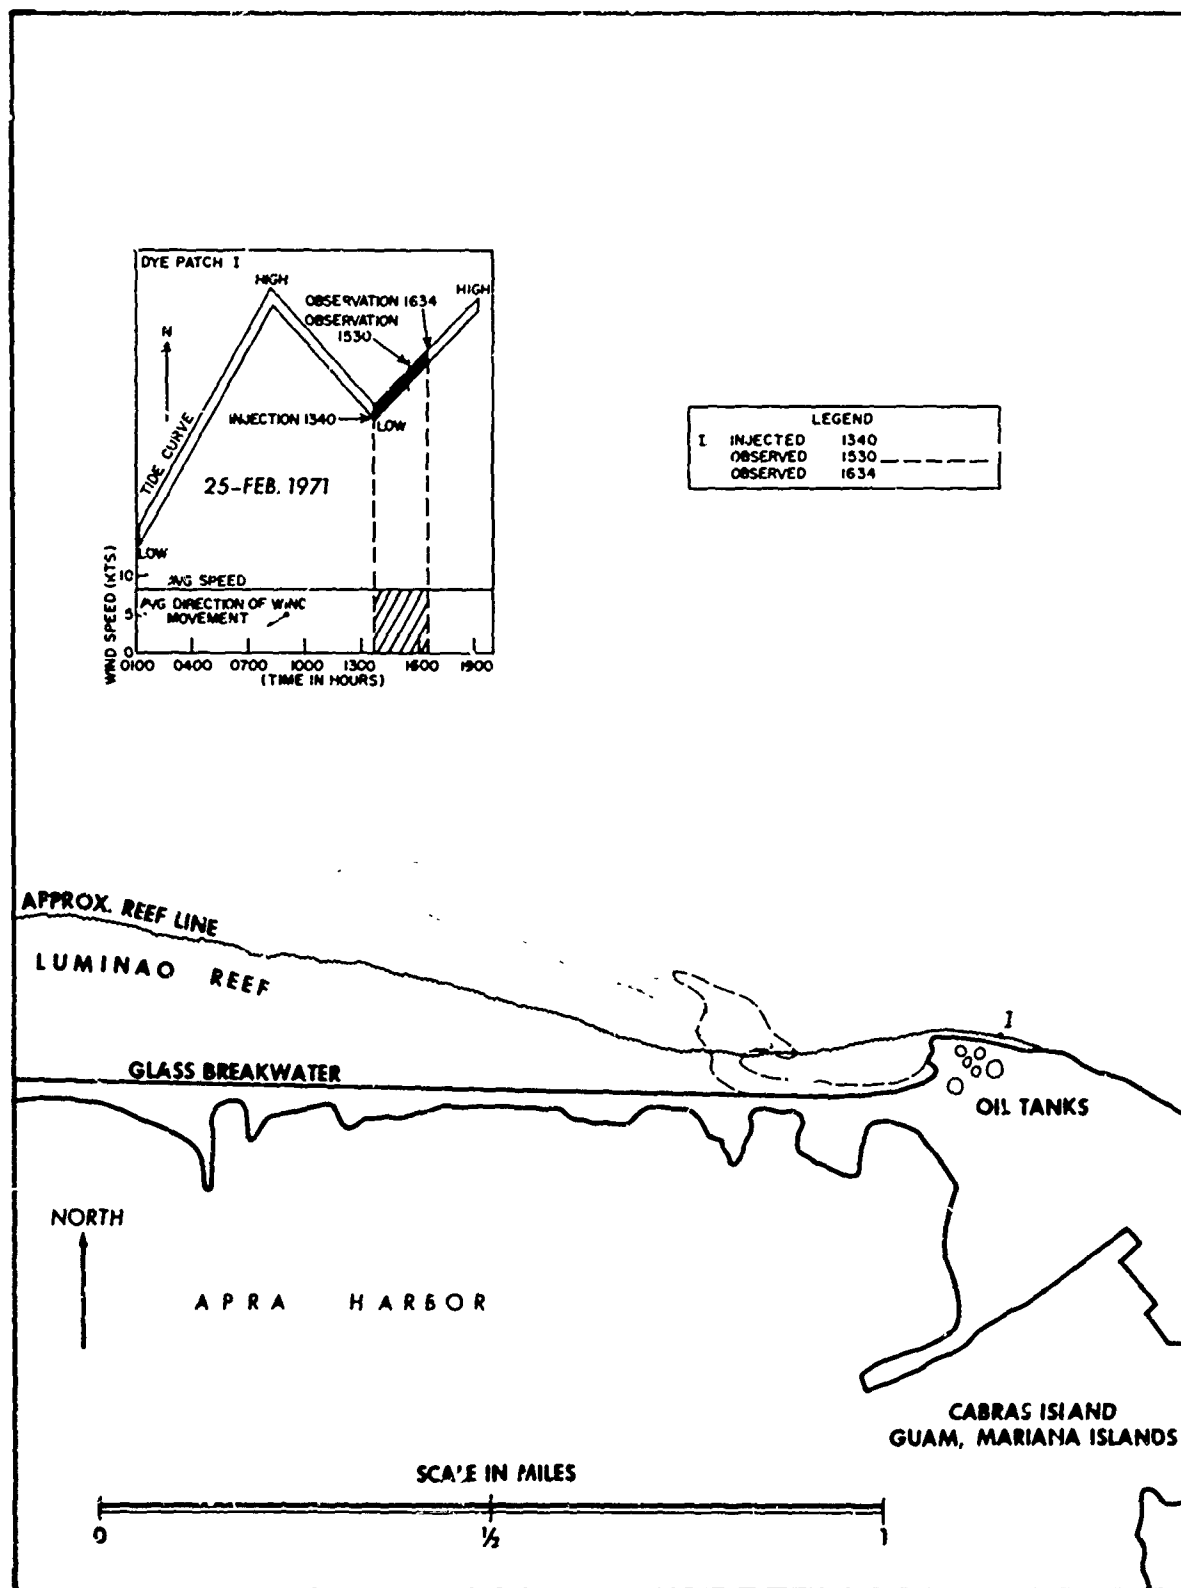 DYE PATCH I
HIGH
HIGH
OBSERVATION 1634
OBSERVATION
1530
N
INJECTION 1340
LOW
TIDE CURVE
25-FEB. 1971
LOW
WIND SPEED (KTS)
10
5
0
AVG SPEED
AVG DIRECTION OF WIND
MOVEMENT
0100 0400 0700 1000 1300 1600 1900
(TIME IN HOURS)
LEGEND
I INJECTED 1340
OBSERVED 1530
OBSERVED 1634
APPROX. REEF LINE
LUMINAO REEF
I
GLASS BREAKWATER
OIL TANKS
NORTH
APRA HARBOR
CABRAS ISLAND
GUAM, MARIANA ISLANDS
SCALE IN MILES
0 ½ 1